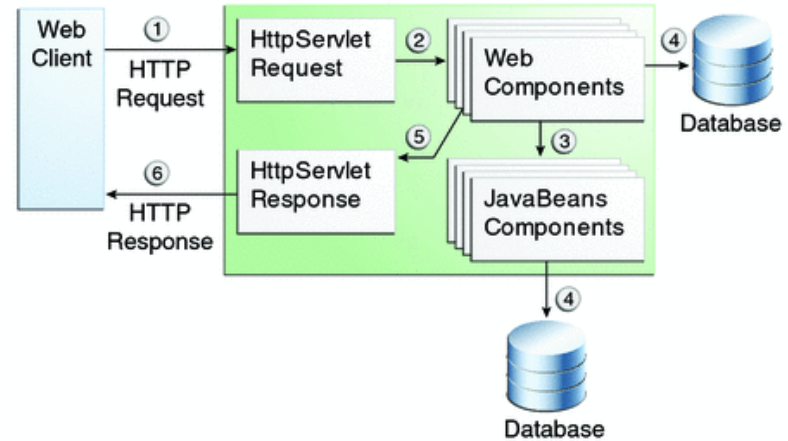 Web
Client
1
HTTP
Request
HttpServlet
Request
2
Web
Components
4
Database
3
5
HttpServlet
Response
6
HTTP
Response
JavaBeans
Components
4
Database